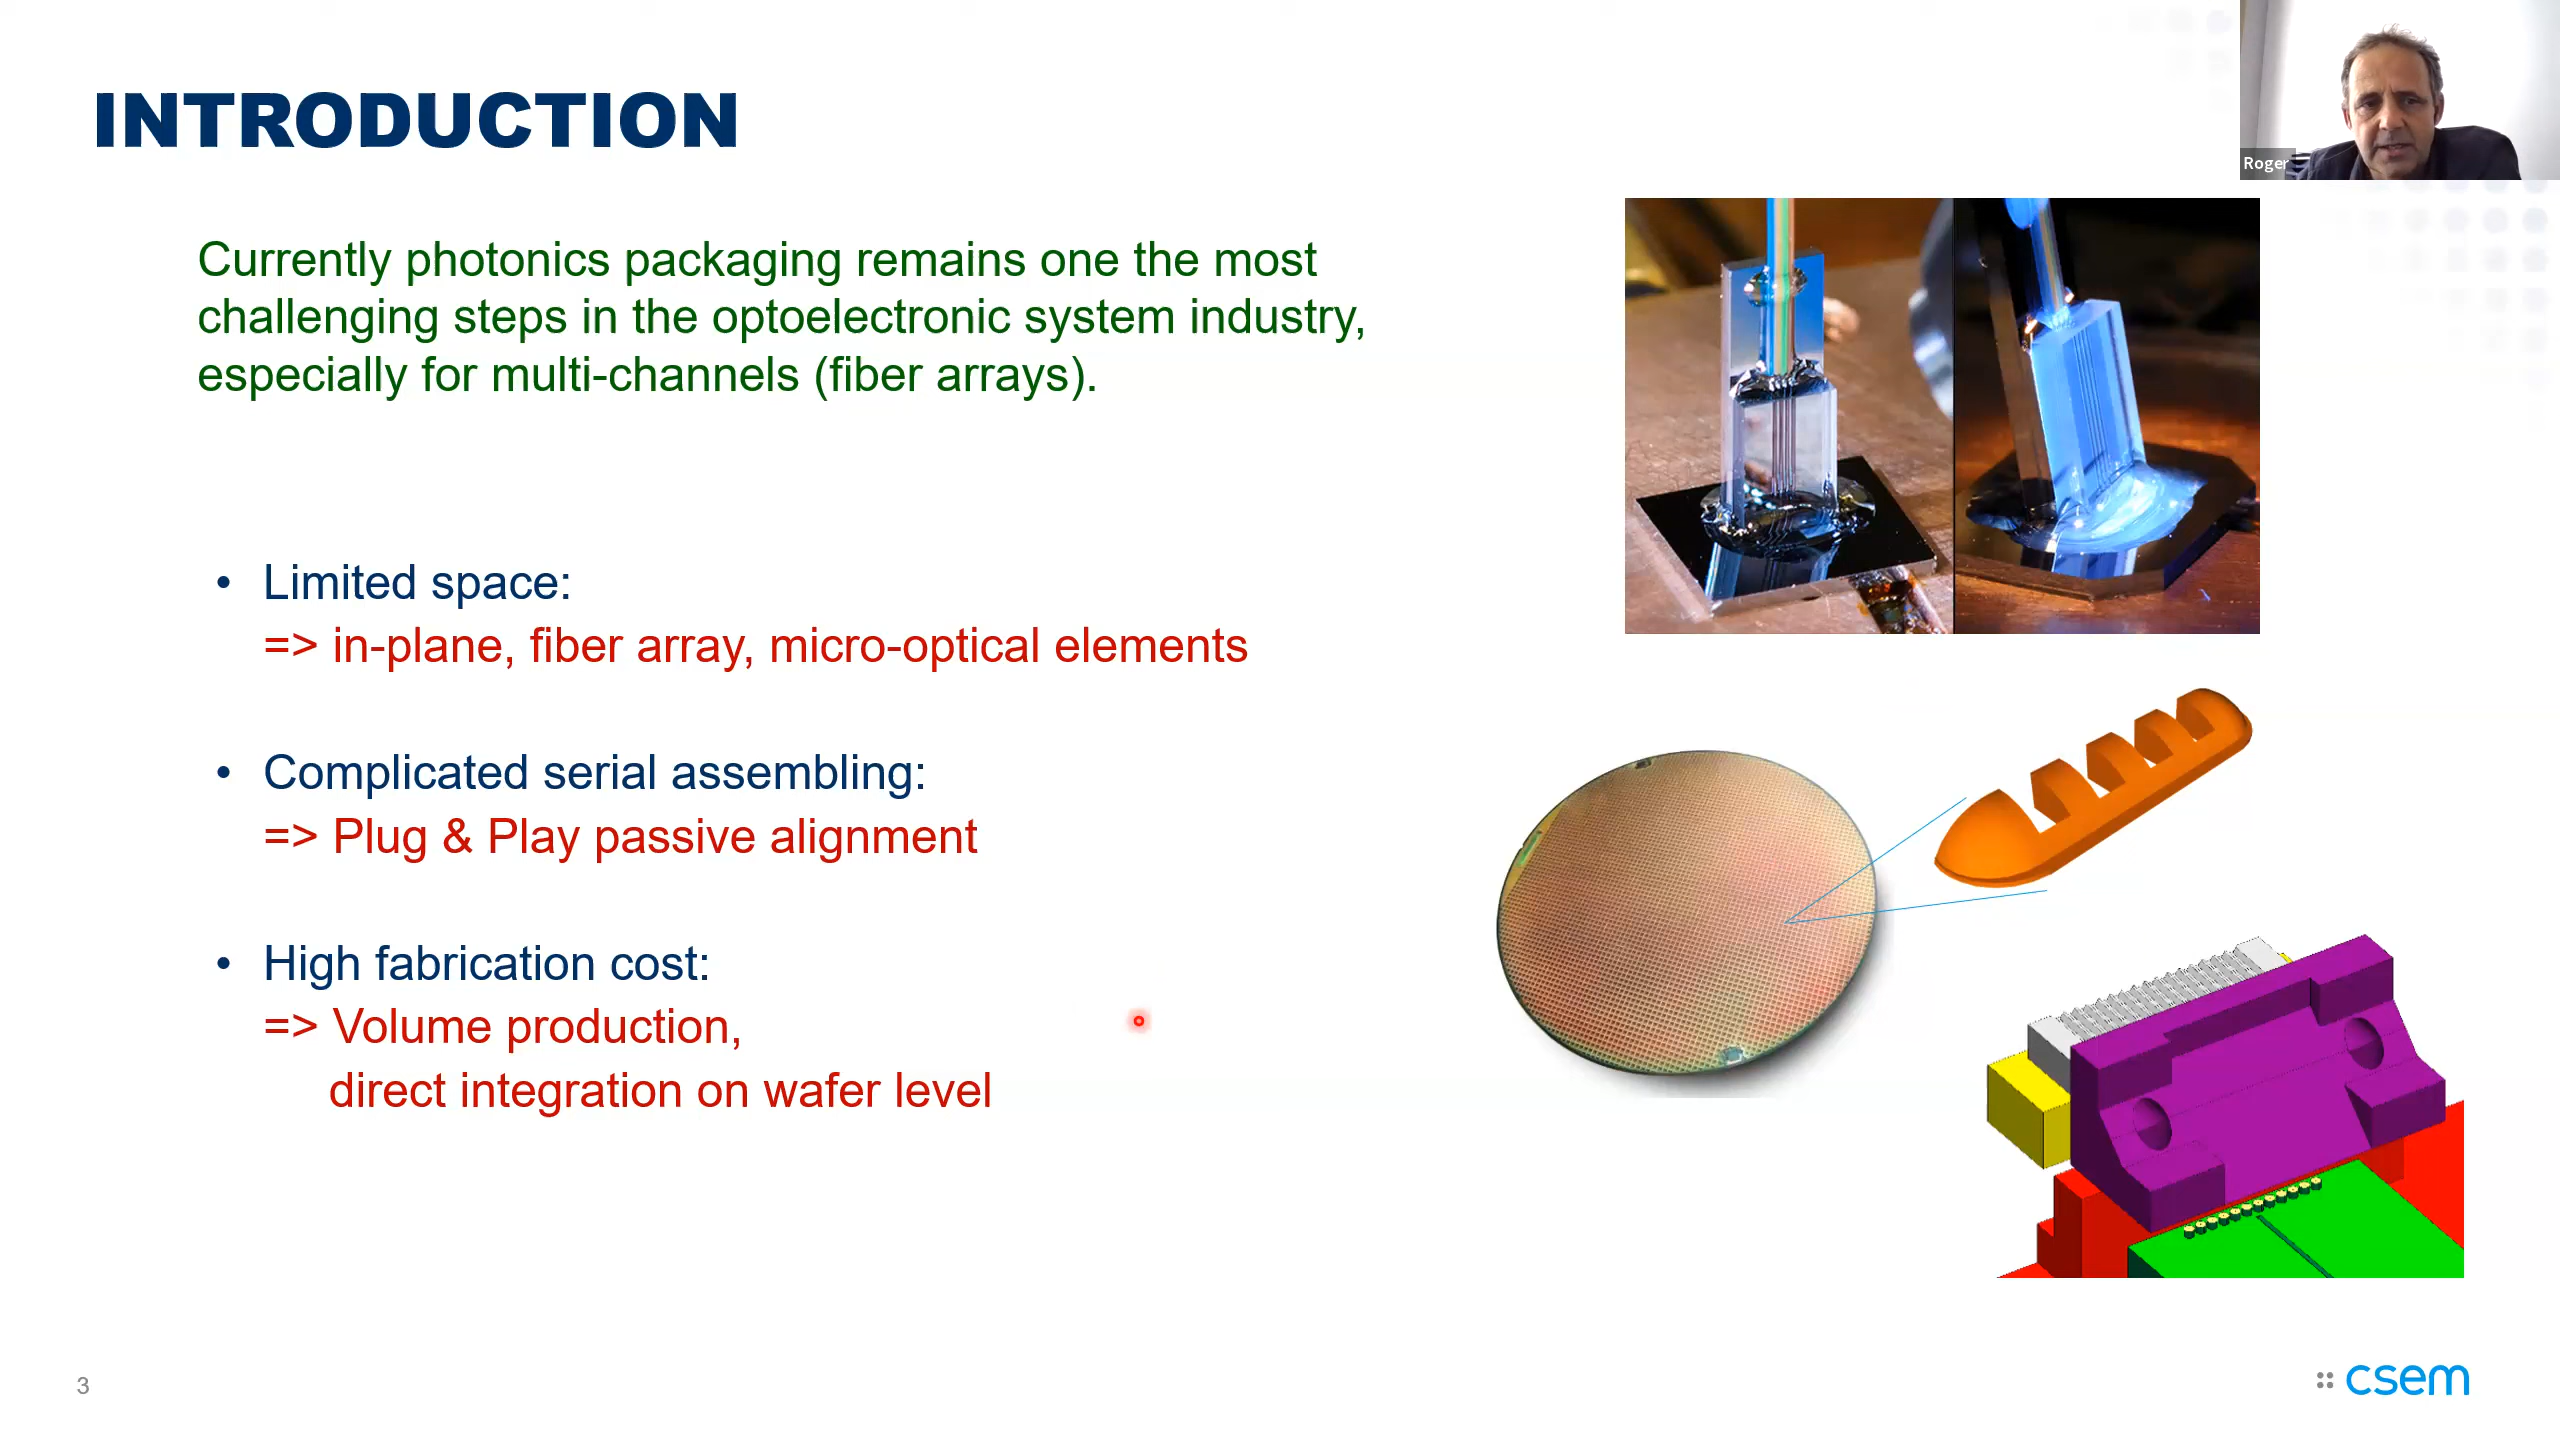 INTRODUCTION
Roger
Currently photonics packaging remains one the most
challenging steps in the optoelectronic system industry,
especially for multi-channels (fiber arrays).
• Limited space:
=> in-plane, fiber array, micro-optical elements
• Complicated serial assembling:
=> Plug & Play passive alignment
• High fabrication cost:
=> Volume production,
direct integration on wafer level
3
csem